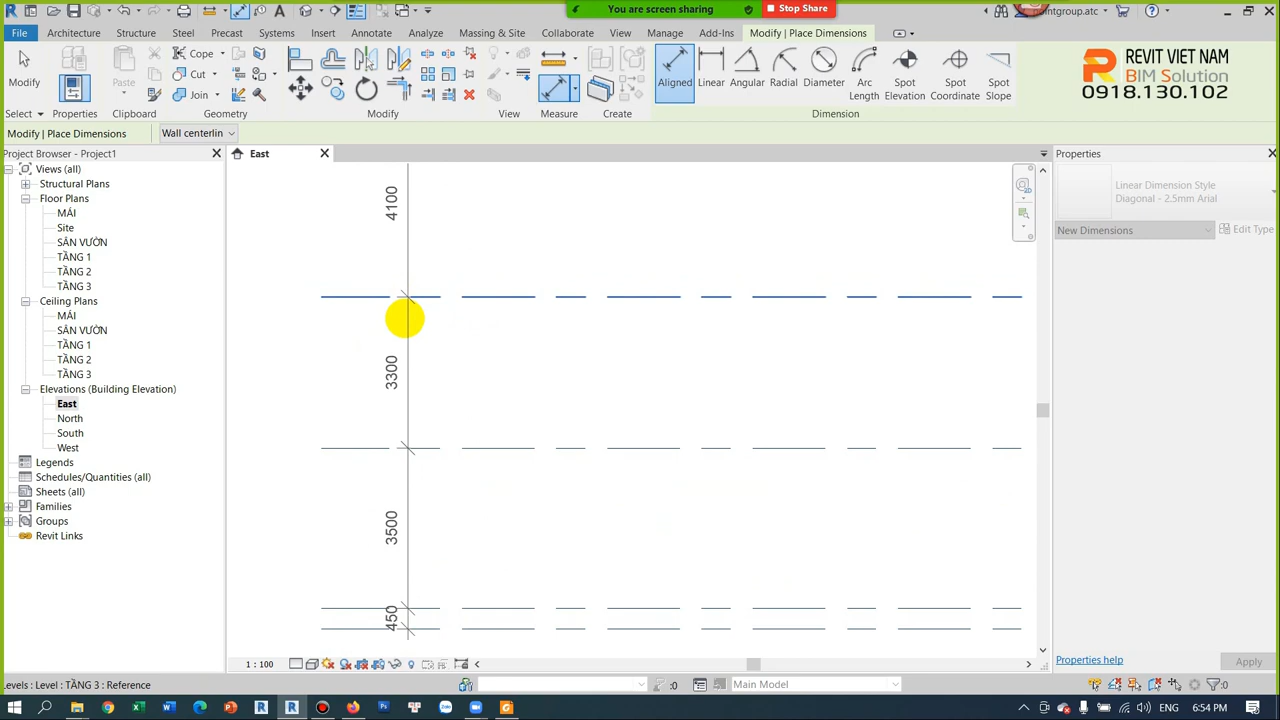 You are screen sharing
Stop Share
ointgroup.atc
File Architecture Structure Steel Precast Systems Insert Annotate Analyze Massing & Site Collaborate View Manage Add-Ins Modify | Place Dimensions
Modify
Paste
Cope
Cut
Join
Aligned Linear Angular Radial Diameter Arc Length Spot Elevation Spot Coordinate Spot Slope
Select Properties Clipboard Geometry Modify View Measure Create Dimension
REVIT VIET NAM
BIM Solution
0918.130.102
Modify | Place Dimensions Wall centerlin
Project Browser - Project1
East
Properties
Views (all)
Structural Plans
Floor Plans
MÁI
Site
SÂN VƯỜN
TẦNG 1
TẦNG 2
TẦNG 3
Ceiling Plans
MÁI
SÂN VƯỜN
TẦNG 1
TẦNG 2
TẦNG 3
Elevations (Building Elevation)
East
North
South
West
Legends
Schedules/Quantities (all)
Sheets (all)
Families
Groups
Revit Links
4100
3300
3500
450
Linear Dimension Style
Diagonal - 2.5mm Arial
New Dimensions
Edit Type
1 : 100
Properties help
Apply
Levels : Level : TẦNG 3 : Reference
:0
Main Model
:0
ENG 6:54 PM